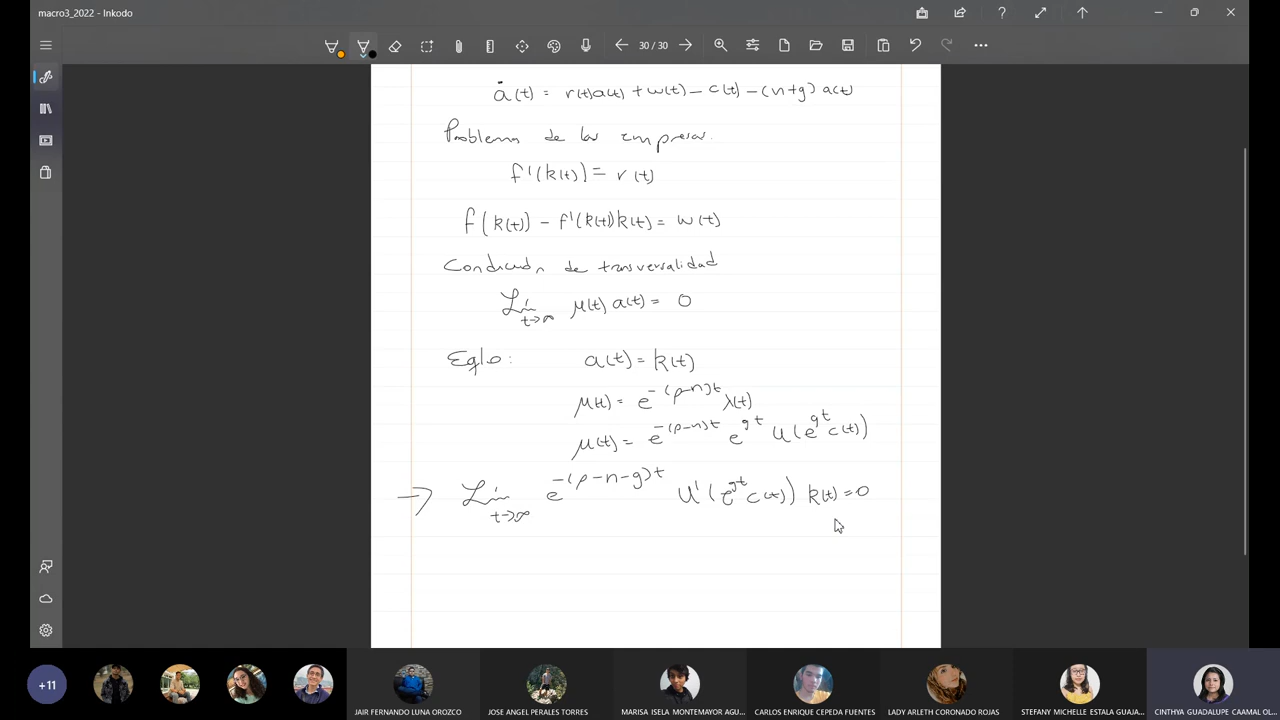 macro3_2022 - Inkodo
30 / 30
ȧ(t) = r(t)a(t) + w(t) - c(t) - (n+g) a(t)
Problema de las empresas.
f'(k(t)) = r(t)
f(k(t)) - f'(k(t))k(t) = w(t)
Condición de transversalidad
Lím t→∞ μ(t) a(t) = 0
Eqlo: a(t) = k(t)
μ(t) = e^-(ρ-n)t λ(t)
μ(t) = e^-(ρ-n)t e^gt U(e^gt c(t))
→ Lím t→∞ e^-(ρ-n-g)t U'(e^gt c(t)) k(t) = 0
+11
JAIR FERNANDO LUNA OROZCO
JOSE ANGEL PERALES TORRES
MARISA ISELA MONTEMAYOR AGU...
CARLOS ENRIQUE CEPEDA FUENTES
LADY ARLETH CORONADO ROJAS
STEFANY MICHELLE ESTALA GUAJA...
CINTHYA GUADALUPE CAAMAL OL...